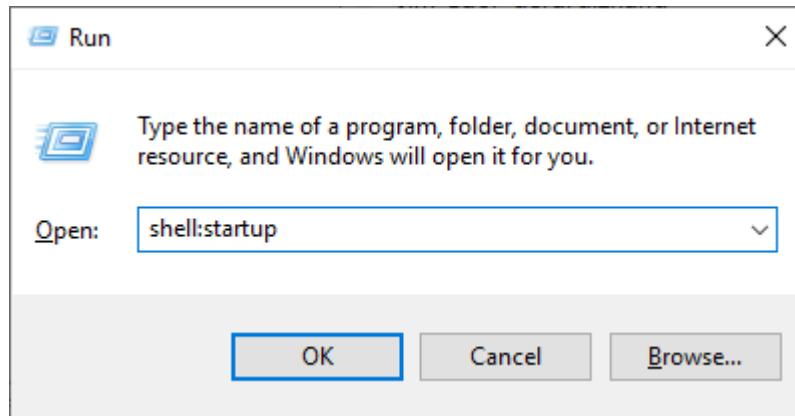 Run
Type the name of a program, folder, document, or Internet
resource, and Windows will open it for you.
Open:
shell:startup
OK
Cancel
Browse...